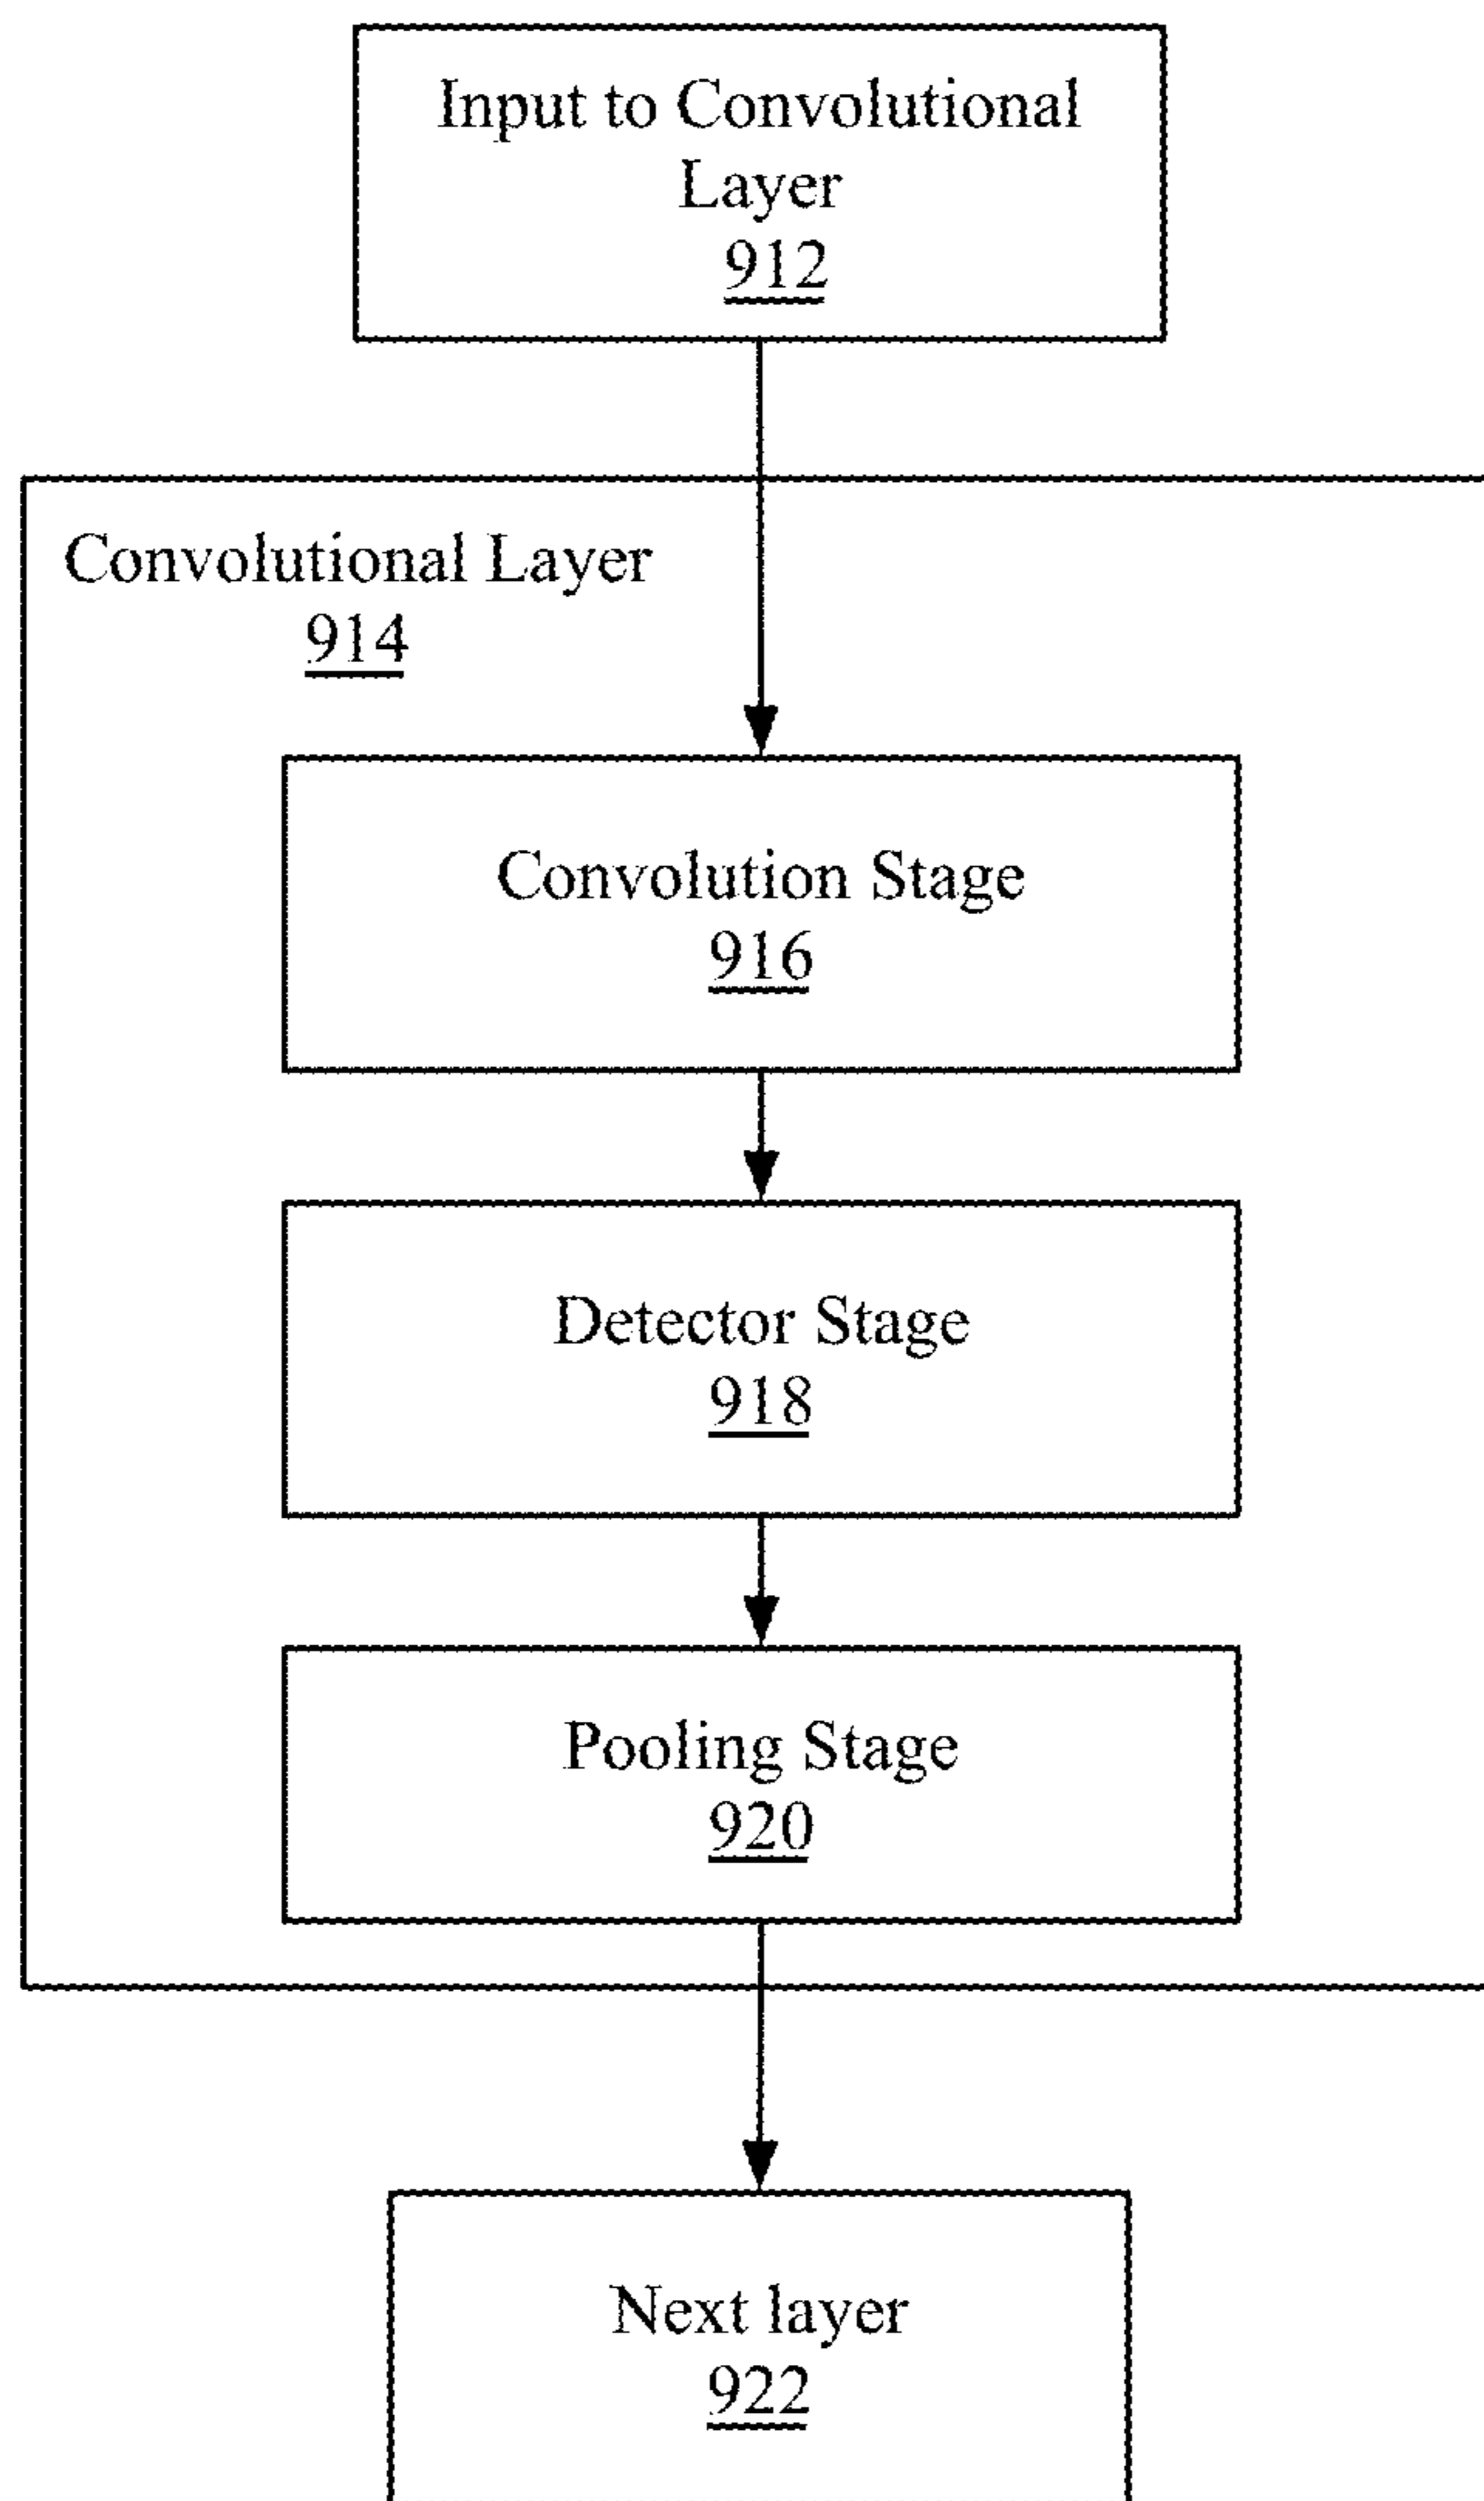 Input to Convolutional
Layer
912
Convolutional Layer
914
Convolution Stage
916
Detector Stage
918
Pooling Stage
920
Next layer
922